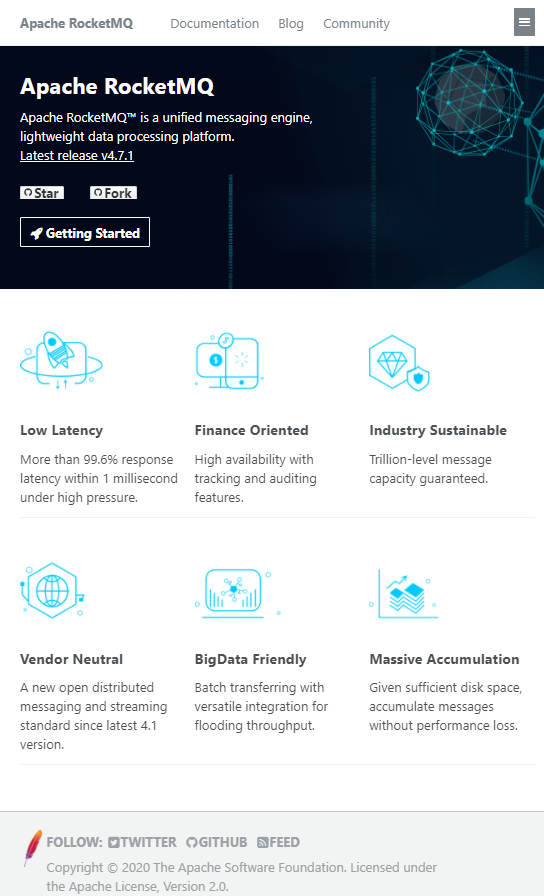 Apache RocketMQ Documentation Blog Community
Apache RocketMQ
Apache RocketMQ™ is a unified messaging engine,
lightweight data processing platform.
Latest release v4.7.1
Star Fork
Getting Started
Low Latency
More than 99.6% response
latency within 1 millisecond
under high pressure.
Finance Oriented
High availability with
tracking and auditing
features.
Industry Sustainable
Trillion-level message
capacity guaranteed.
Vendor Neutral
A new open distributed
messaging and streaming
standard since latest 4.1
version.
BigData Friendly
Batch transferring with
versatile integration for
flooding throughput.
Massive Accumulation
Given sufficient disk space,
accumulate messages
without performance loss.
FOLLOW: TWITTER GITHUB FEED
Copyright © 2020 The Apache Software Foundation. Licensed under
the Apache License, Version 2.0.